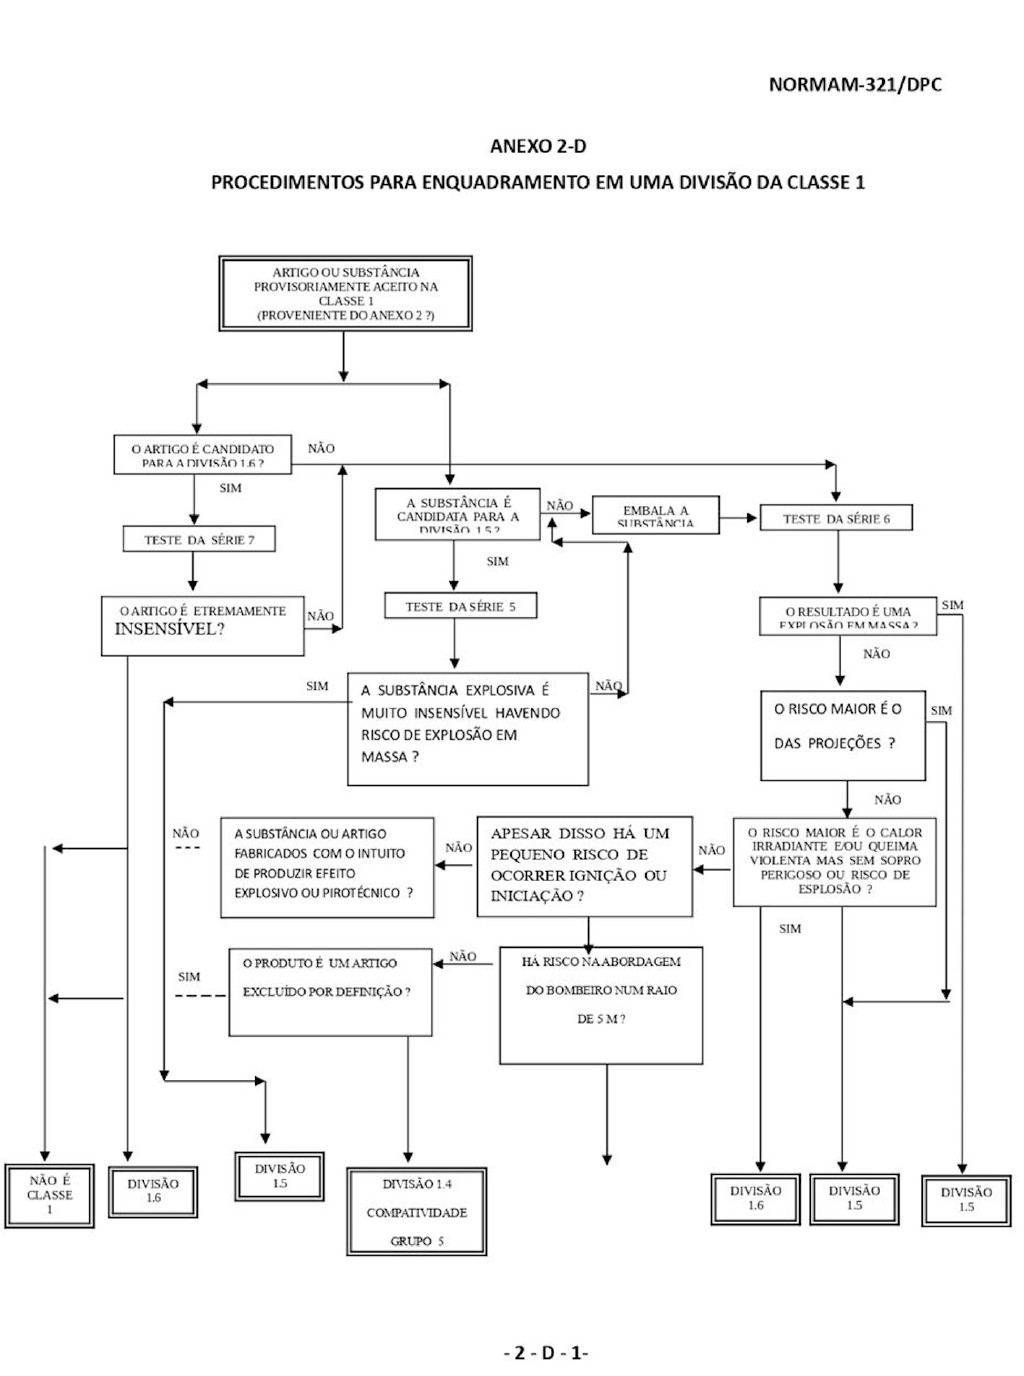 NORMAM-321/DPC
ANEXO 2-D
PROCEDIMENTOS PARA ENQUADRAMENTO EM UMA DIVISÃO DA CLASSE 1
ARTIGO OU SUBSTÂNCIA
PROVISORIAMENTE ACEITO NA
CLASSE 1
(PROVENIENTE DO ANEXO 2 ?)
O ARTIGO É CANDIDATO
PARA A DIVISÃO 1.6 ?
NÃO
SIM
A SUBSTÂNCIA É
CANDIDATA PARA A
DIVISÃO 1.5 ?
NÃO
EMBALA A
SUBSTÂNCIA
TESTE DA SÉRIE 6
TESTE DA SÉRIE 7
SIM
TESTE DA SÉRIE 5
O ARTIGO É ETREMAMENTE
INSENSÍVEL?
NÃO
O RESULTADO É UMA
EXPLOSÃO EM MASSA ?
SIM
NÃO
SIM
A SUBSTÂNCIA EXPLOSIVA É
MUITO INSENSÍVEL HAVENDO
RISCO DE EXPLOSÃO EM
MASSA ?
NÃO
O RISCO MAIOR É O
DAS PROJEÇÕES ?
SIM
NÃO
NÃO
A SUBSTÂNCIA OU ARTIGO
FABRICADOS COM O INTUITO
DE PRODUZIR EFEITO
EXPLOSIVO OU PIROTÉCNICO ?
NÃO
APESAR DISSO HÁ UM
PEQUENO RISCO DE
OCORRER IGNIÇÃO OU
INICIAÇÃO ?
NÃO
O RISCO MAIOR É O CALOR
IRRADIANTE E/OU QUEIMA
VIOLENTA MAS SEM SOPRO
PERIGOSO OU RISCO DE
ESPLOSÃO ?
SIM
SIM
O PRODUTO É UM ARTIGO
EXCLUÍDO POR DEFINIÇÃO ?
NÃO
HÁ RISCO NA ABORDAGEM
DO BOMBEIRO NUM RAIO
DE 5 M ?
NÃO É
CLASSE
1
DIVISÃO
1.6
DIVISÃO
1.5
DIVISÃO 1.4
COMPATIVIDADE
GRUPO 5
DIVISÃO
1.6
DIVISÃO
1.5
DIVISÃO
1.5
- 2 - D - 1-